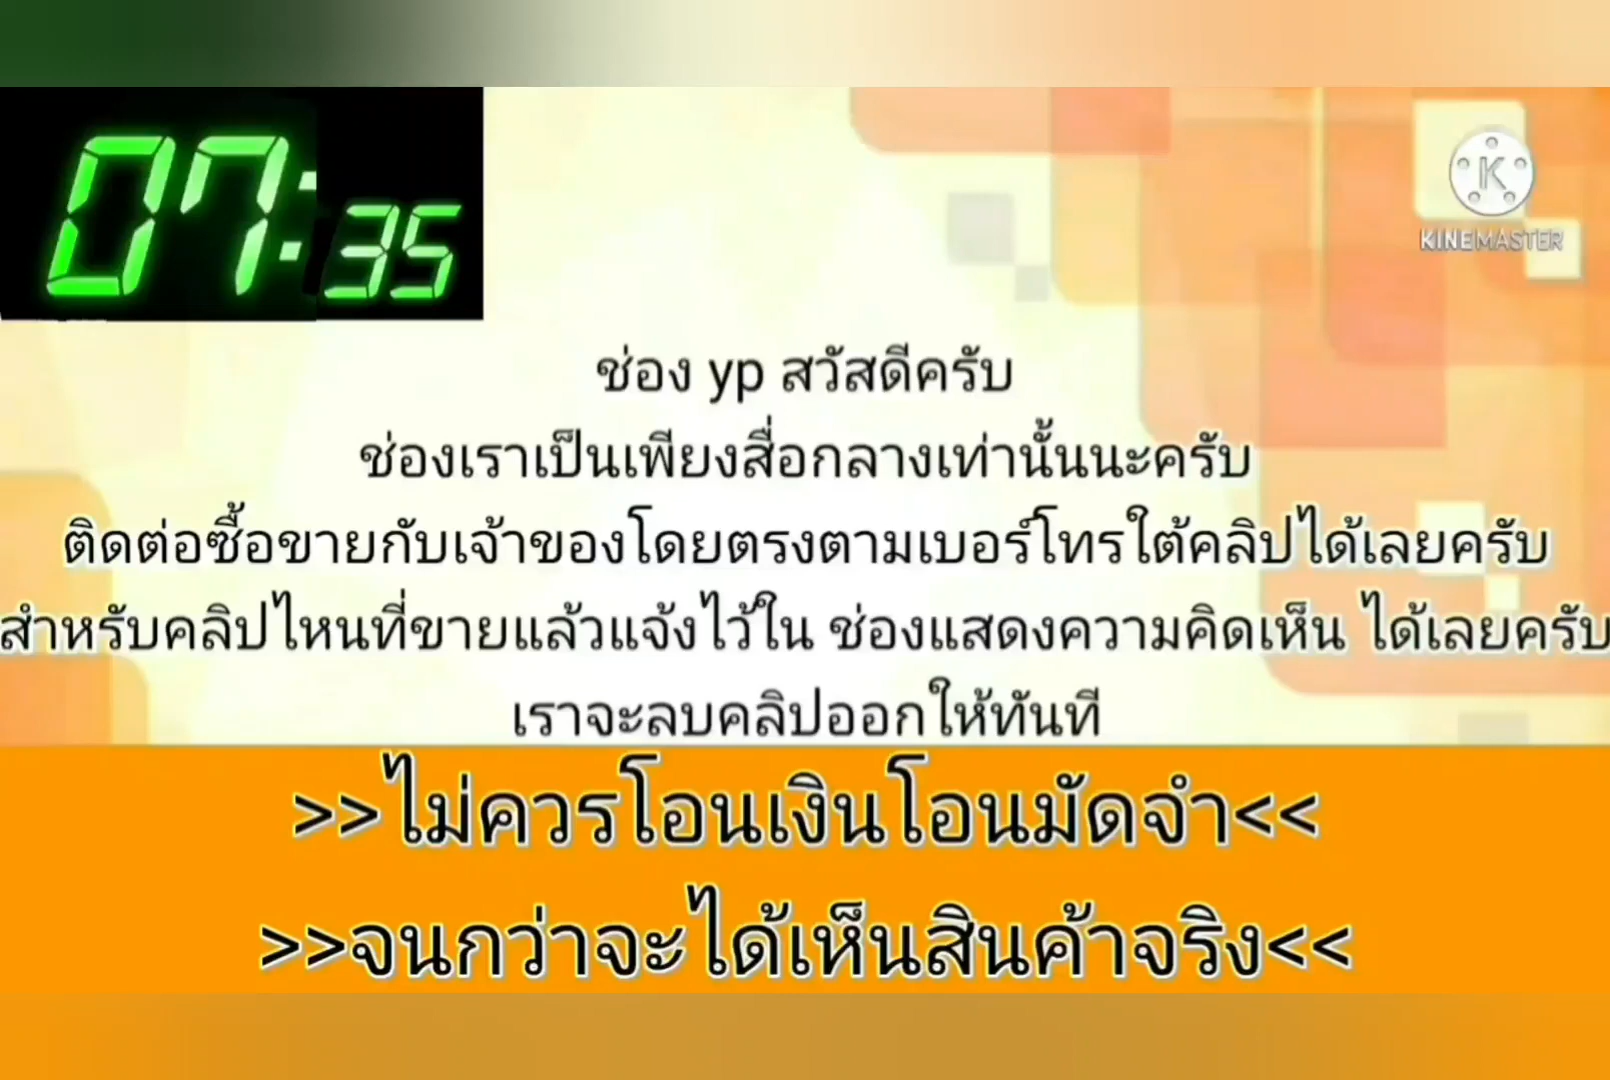 07:35
KINEMASTER
ช่อง yp สวัสดีครับ
ช่องเราเป็นเพียงสื่อกลางเท่านั้นนะครับ
ติดต่อซื้อขายกับเจ้าของโดยตรงตามเบอร์โทรใต้คลิปได้เลยครับ
สำหรับคลิปไหนที่ขายแล้วแจ้งไว้ใน ช่องแสดงความคิดเห็น ได้เลยครับ
เราจะลบคลิปออกให้ทันที
>>ไม่ควรโอนเงินโอนมัดจำ<<
>>จนกว่าจะได้เห็นสินค้าจริง<<